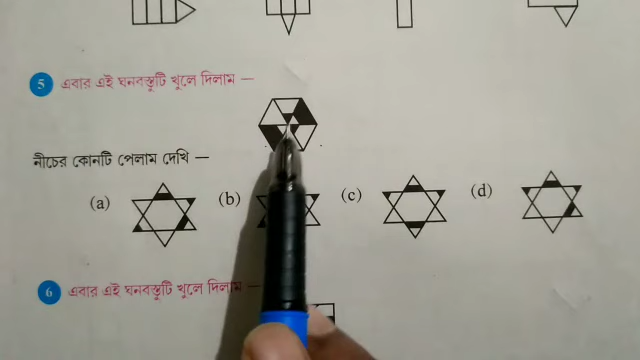 5 এবার এই ঘনবস্তুটি খুলে দিলাম —
নীচের কোনটি পেলাম দেখি —
(a) (b) (c) (d)
6 এবার এই ঘনবস্তুটি খুলে দিলাম —